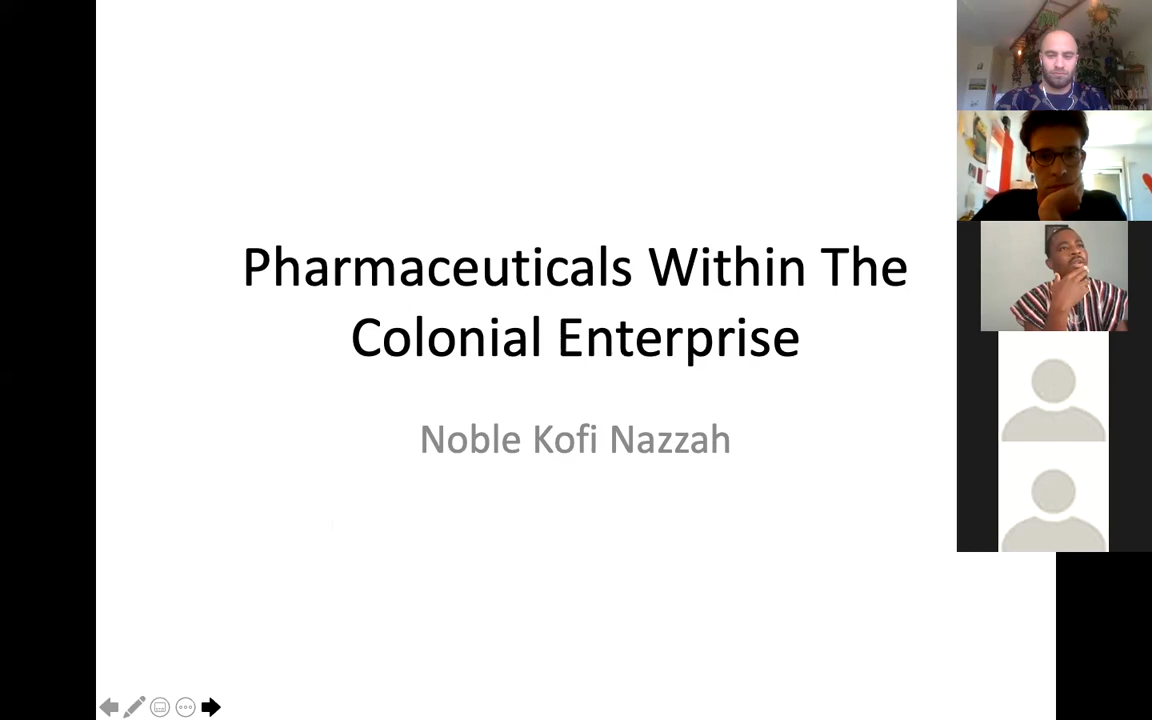 Pharmaceuticals Within The
Colonial Enterprise
Noble Kofi Nazzah